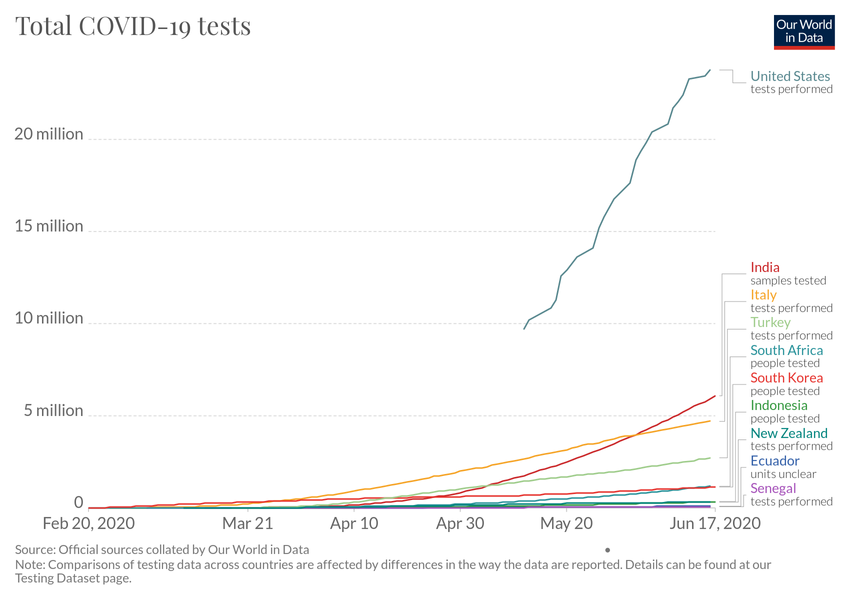 Total COVID-19 tests
Our World
in Data
20 million
15 million
10 million
5 million
0
Feb 20, 2020
Mar 21
Apr 10
Apr 30
May 20
Jun 17, 2020
United States
tests performed
India
samples tested
Italy
tests performed
Turkey
tests performed
South Africa
people tested
South Korea
people tested
Indonesia
people tested
New Zealand
tests performed
Ecuador
units unclear
Senegal
tests performed
Source: Official sources collated by Our World in Data
Note: Comparisons of testing data across countries are affected by differences in the way the data are reported. Details can be found at our
Testing Dataset page.